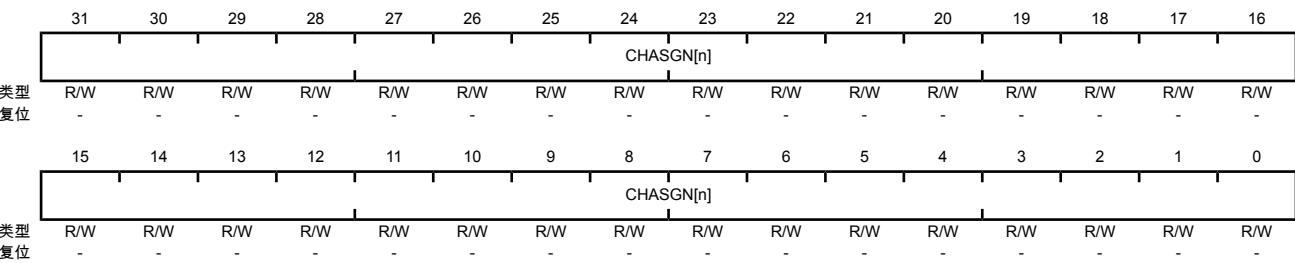 31 30 29 28 27 26 25 24 23 22 21 20 19 18 17 16
CHASGN[n]
类型 R/W R/W R/W R/W R/W R/W R/W R/W R/W R/W R/W R/W R/W R/W R/W R/W
复位 - - - - - - - - - - - - - - - -
15 14 13 12 11 10 9 8 7 6 5 4 3 2 1 0
CHASGN[n]
类型 R/W R/W R/W R/W R/W R/W R/W R/W R/W R/W R/W R/W R/W R/W R/W R/W
复位 - - - - - - - - - - - - - - - -